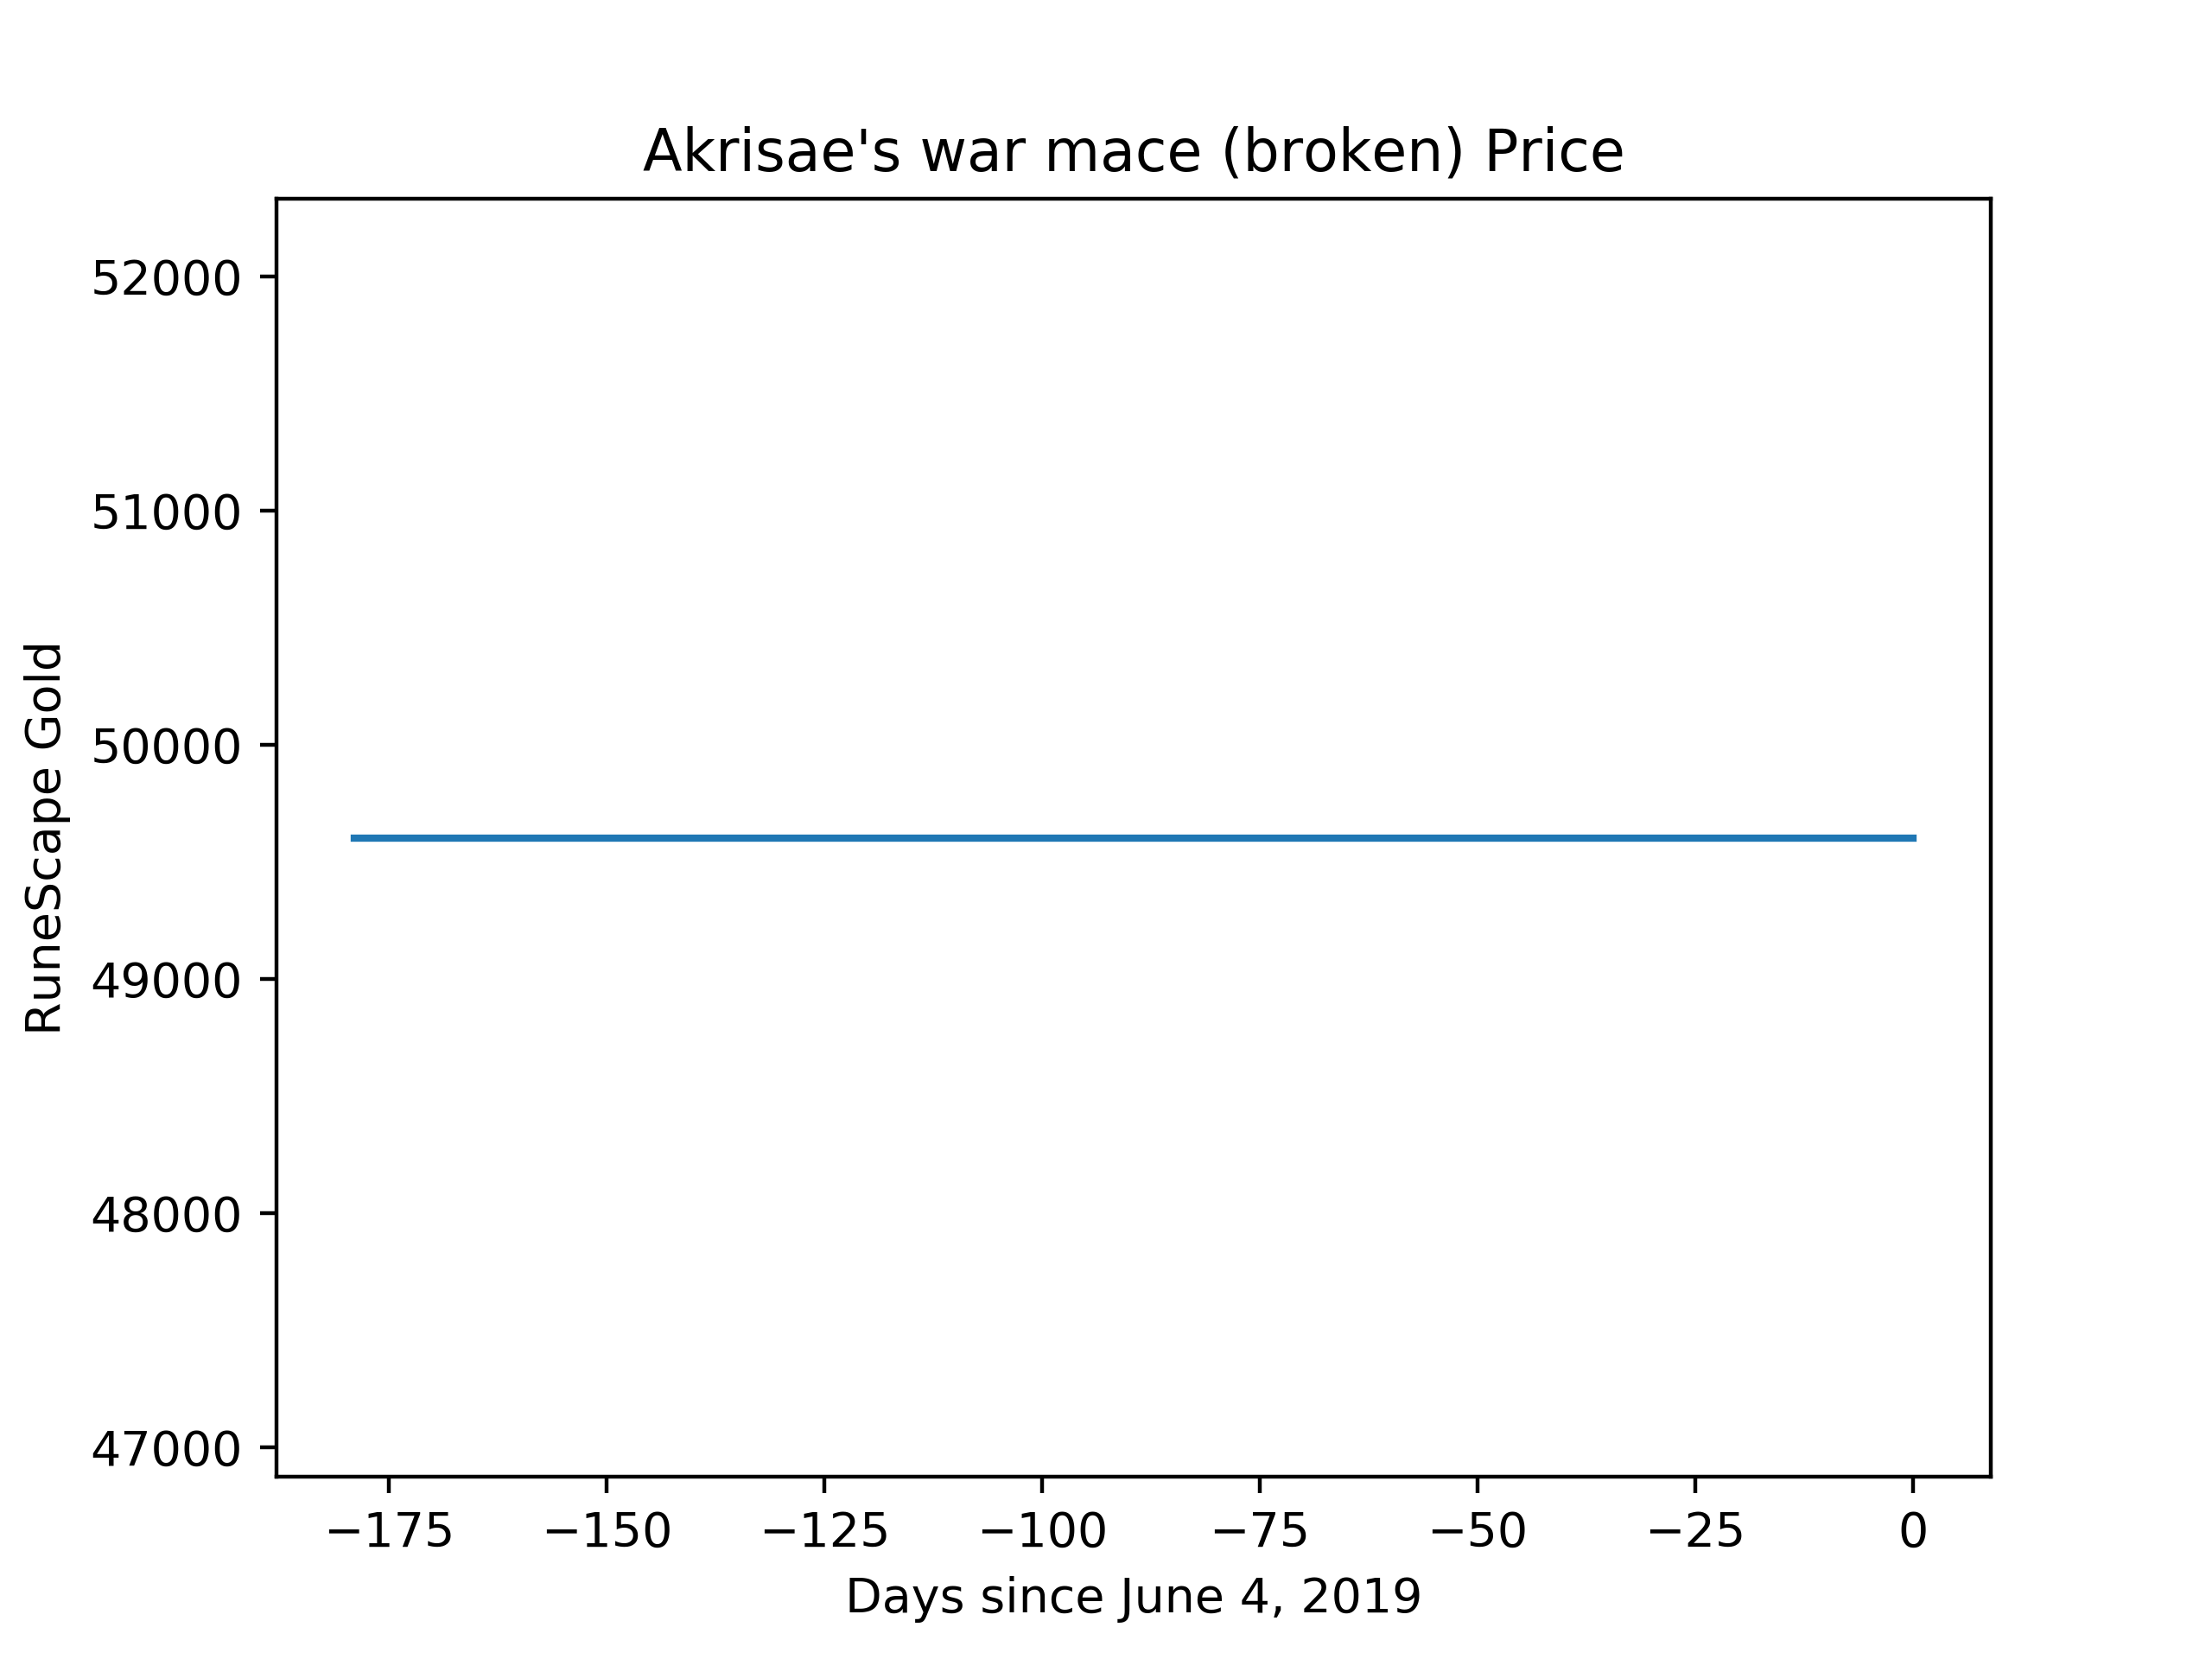 Akrisae's war mace (broken) Price
RuneScape Gold
52000
51000
50000
49000
48000
47000
−175 −150 −125 −100 −75 −50 −25 0
Days since June 4, 2019